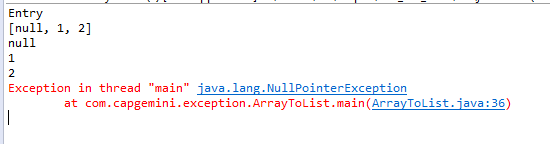 Entry
[null, 1, 2]
null
1
2
Exception in thread "main" java.lang.NullPointerException
at com.capgemini.exception.ArrayToList.main(ArrayToList.java:36)